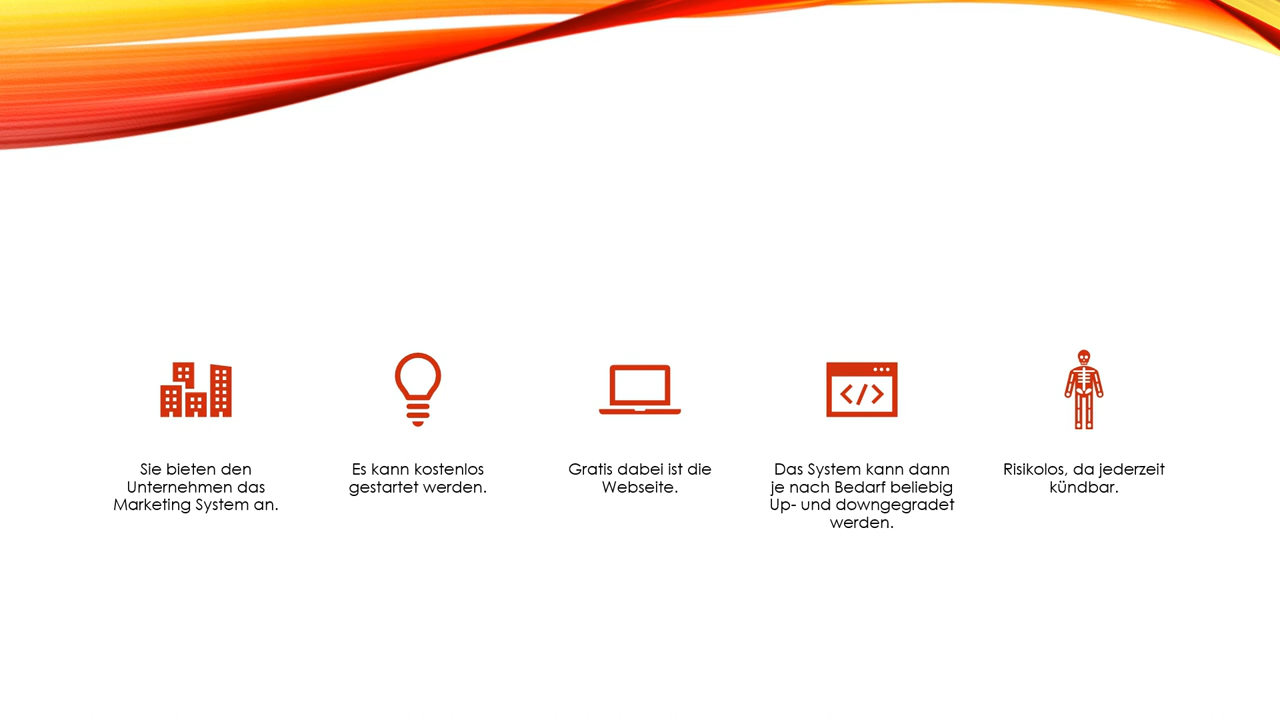 Sie bieten den
Unternehmen das
Marketing System an.
Es kann kostenlos
gestartet werden.
Gratis dabei ist die
Webseite.
Das System kann dann
je nach Bedarf beliebig
Up- und downgegradet
werden.
Risikolos, da jederzeit
kündbar.